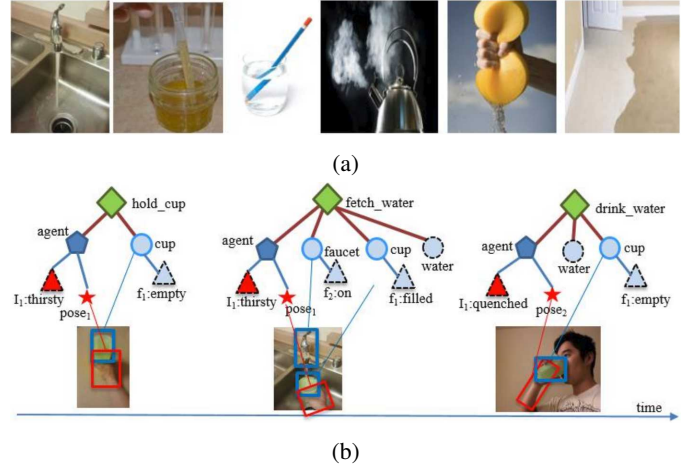 (a)
hold_cup
agent
cup
I₁:thirsty
pose₁
f₁:empty
fetch_water
agent
faucet
cup
water
I₁:thirsty
pose₁
f₂:on
f₁:filled
drink_water
agent
water
cup
I₁:quenched
pose₂
f₁:empty
time
(b)